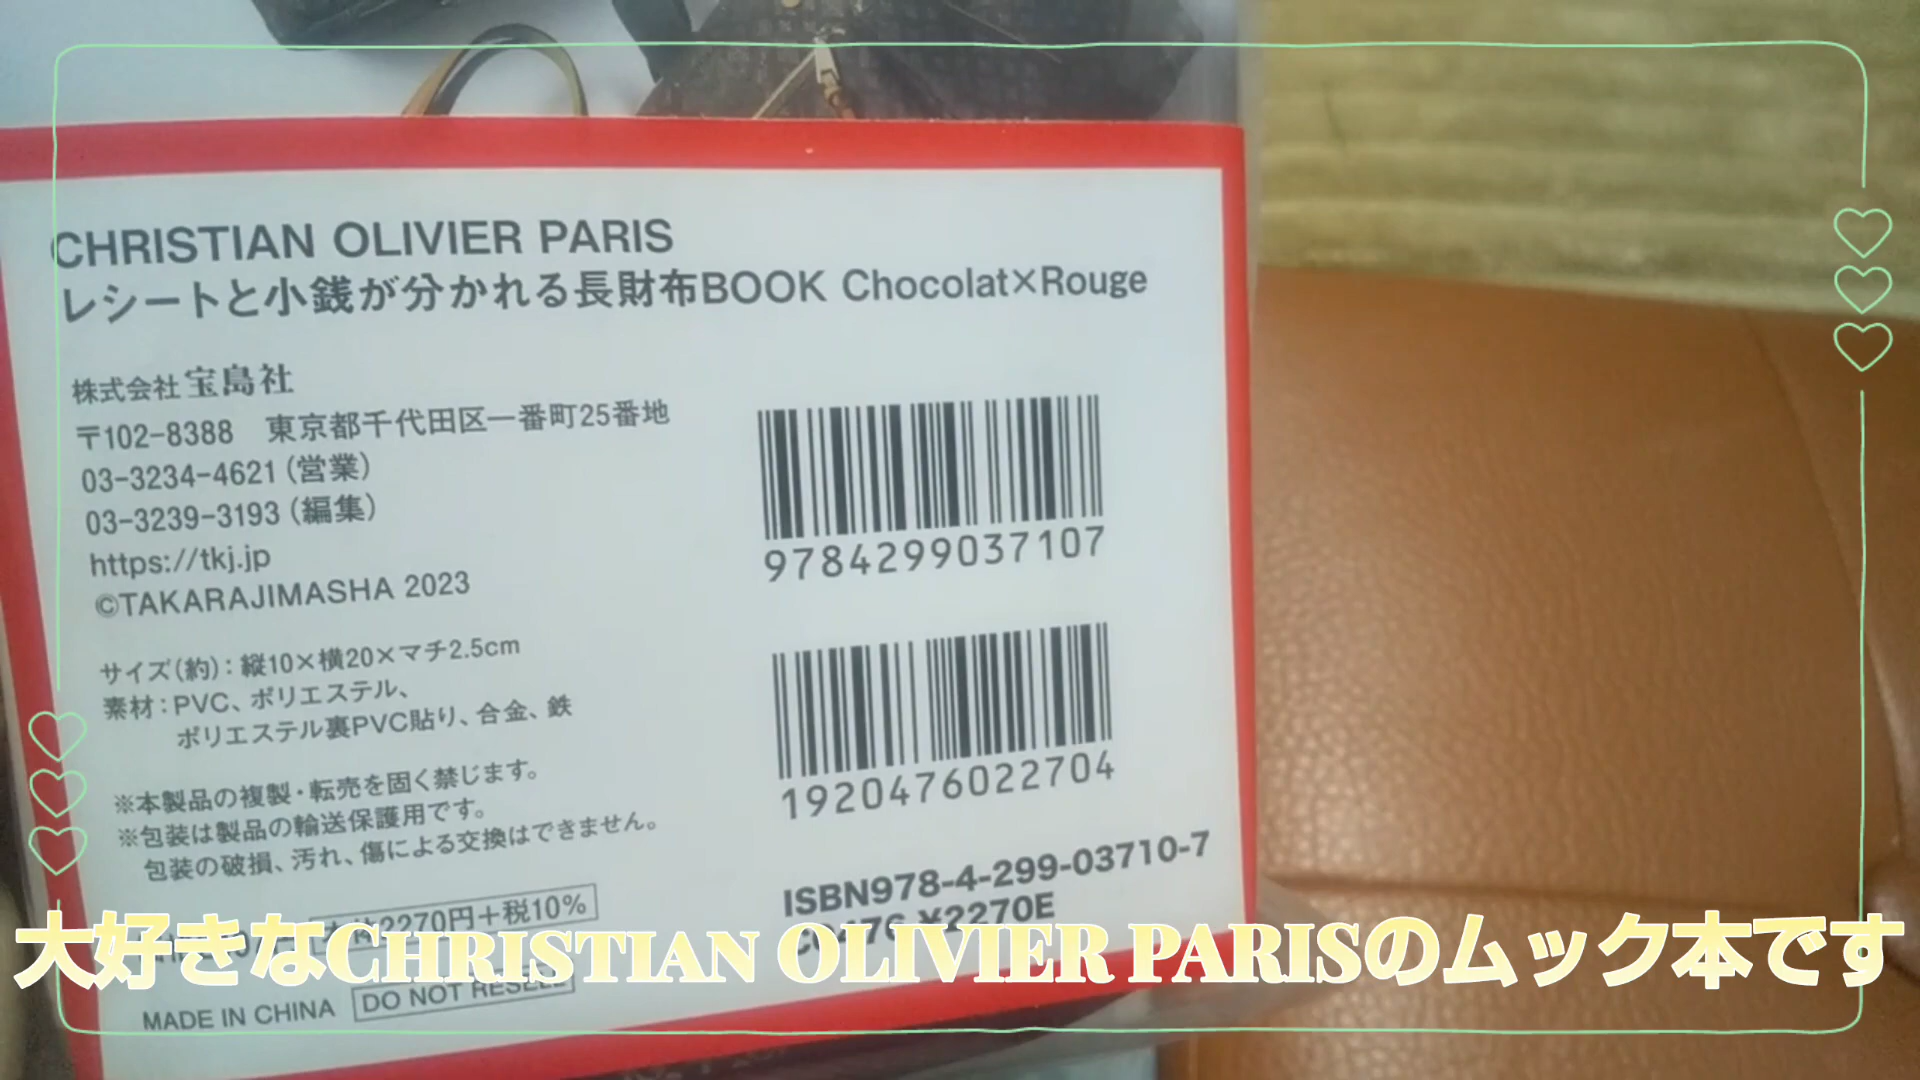 CHRISTIAN OLIVIER PARIS
レシートと小銭が分かれる長財布BOOK Chocolat×Rouge
株式会社 宝島社
〒102-8388 東京都千代田区一番町25番地
03-3234-4621（営業）
03-3239-3193（編集）
https://tkj.jp
©TAKARAJIMASHA 2023
サイズ（約）：縦10×横20×マチ2.5cm
素材：PVC、ポリエステル、
ポリエステル裏PVC貼り、合金、鉄
※本製品の複製・転売を固く禁じます。
※包装は製品の輸送保護用です。
包装の破損、汚れ、傷による交換はできません。
9784299037107
1920476022704
ISBN978-4-299-03710-7
¥2270E
2270円＋税10%
MADE IN CHINA DO NOT RESELL
大好きなCHRISTIAN OLIVIER PARISのムック本です